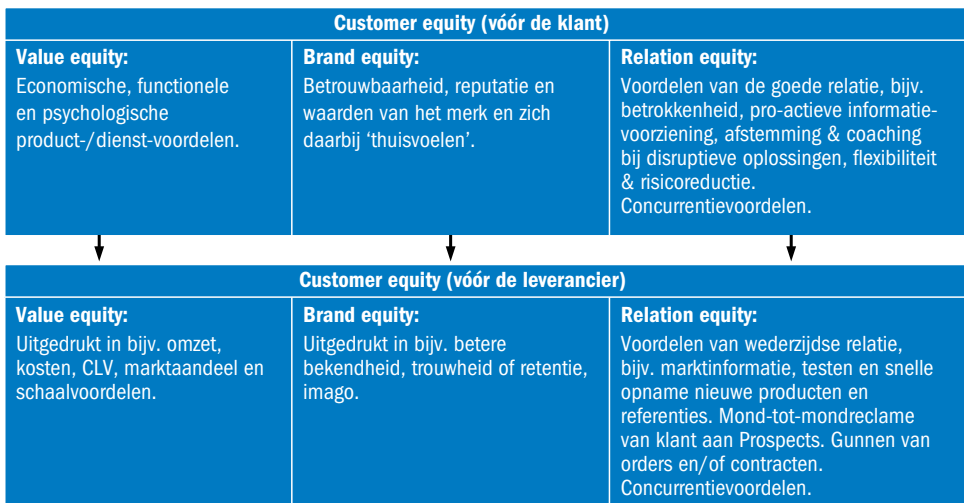 Customer equity (vóór de klant)
Value equity:
Economische, functionele
en psychologische
product-/dienst-voordelen.
Brand equity:
Betrouwbaarheid, reputatie en
waarden van het merk en zich
daarbij ‘thuisvoelen’.
Relation equity:
Voordelen van de goede relatie, bijv.
betrokkenheid, pro-actieve informatie-
voorziening, afstemming & coaching
bij disruptieve oplossingen, flexibiliteit
& risicoreductie.
Concurrentievoordelen.
Customer equity (vóór de leverancier)
Value equity:
Uitgedrukt in bijv. omzet,
kosten, CLV, marktaandeel en
schaalvoordelen.
Brand equity:
Uitgedrukt in bijv. betere
bekendheid, trouwheid of retentie,
imago.
Relation equity:
Voordelen van wederzijdse relatie,
bijv. marktinformatie, testen en snelle
opname nieuwe producten en
referenties. Mond-tot-mondreclame
van klant aan Prospects. Gunnen van
orders en/of contracten.
Concurrentievoordelen.